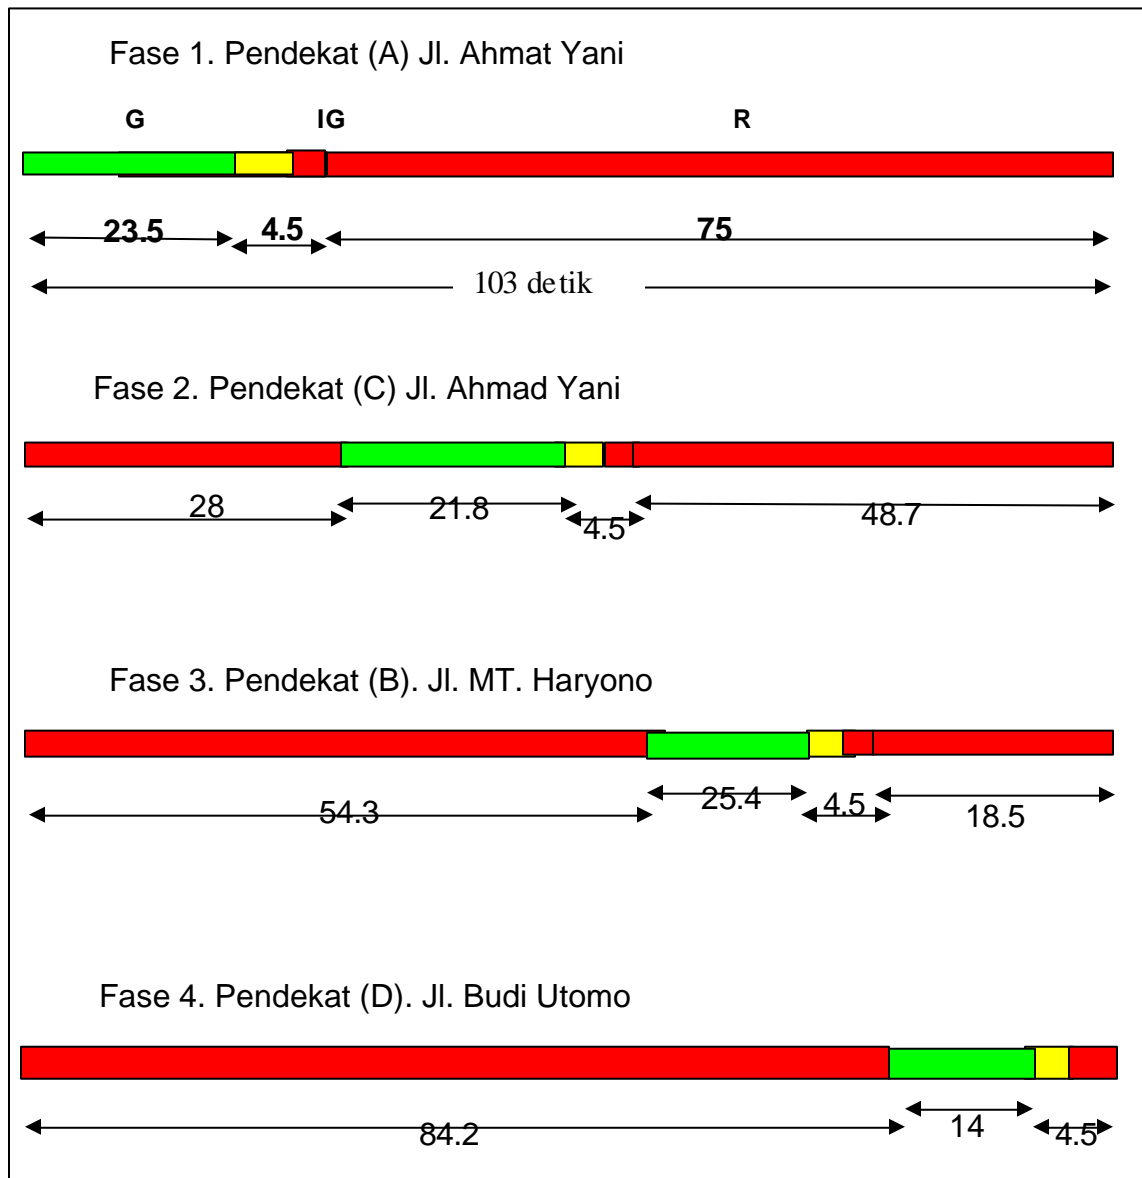 Fase 1. Pendekat (A) Jl. Ahmat Yani
G IG R
23.5 4.5 75
103 detik
Fase 2. Pendekat (C) Jl. Ahmad Yani
28 21.8 4.5 48.7
Fase 3. Pendekat (B). Jl. MT. Haryono
54.3 25.4 4.5 18.5
Fase 4. Pendekat (D). Jl. Budi Utomo
84.2 14 4.5